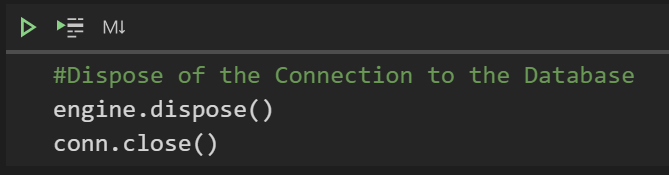 M↓
#Dispose of the Connection to the Database
engine.dispose()
conn.close()